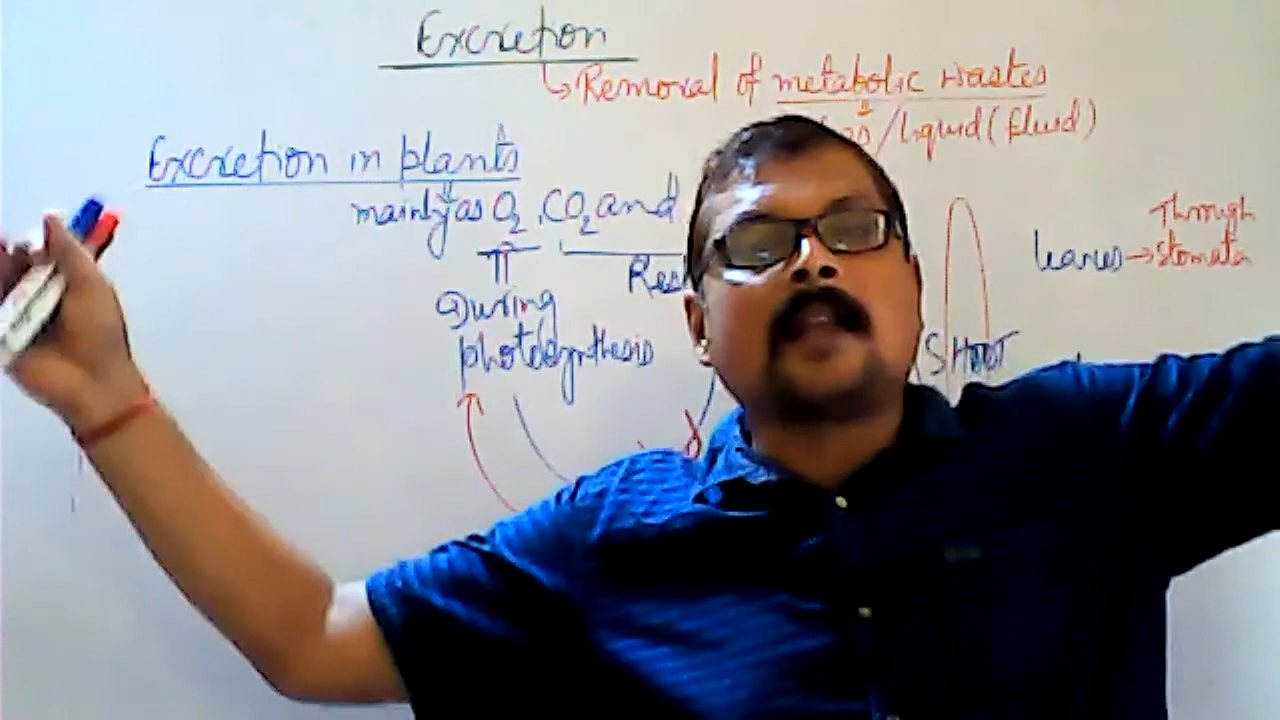 Excretion
Removal of metabolic wastes
/liquid (fluid)
Excretion in plants
mainly as O2, CO2 and
During
photosynthesis
leaves → Through
Stomata
SHOOT